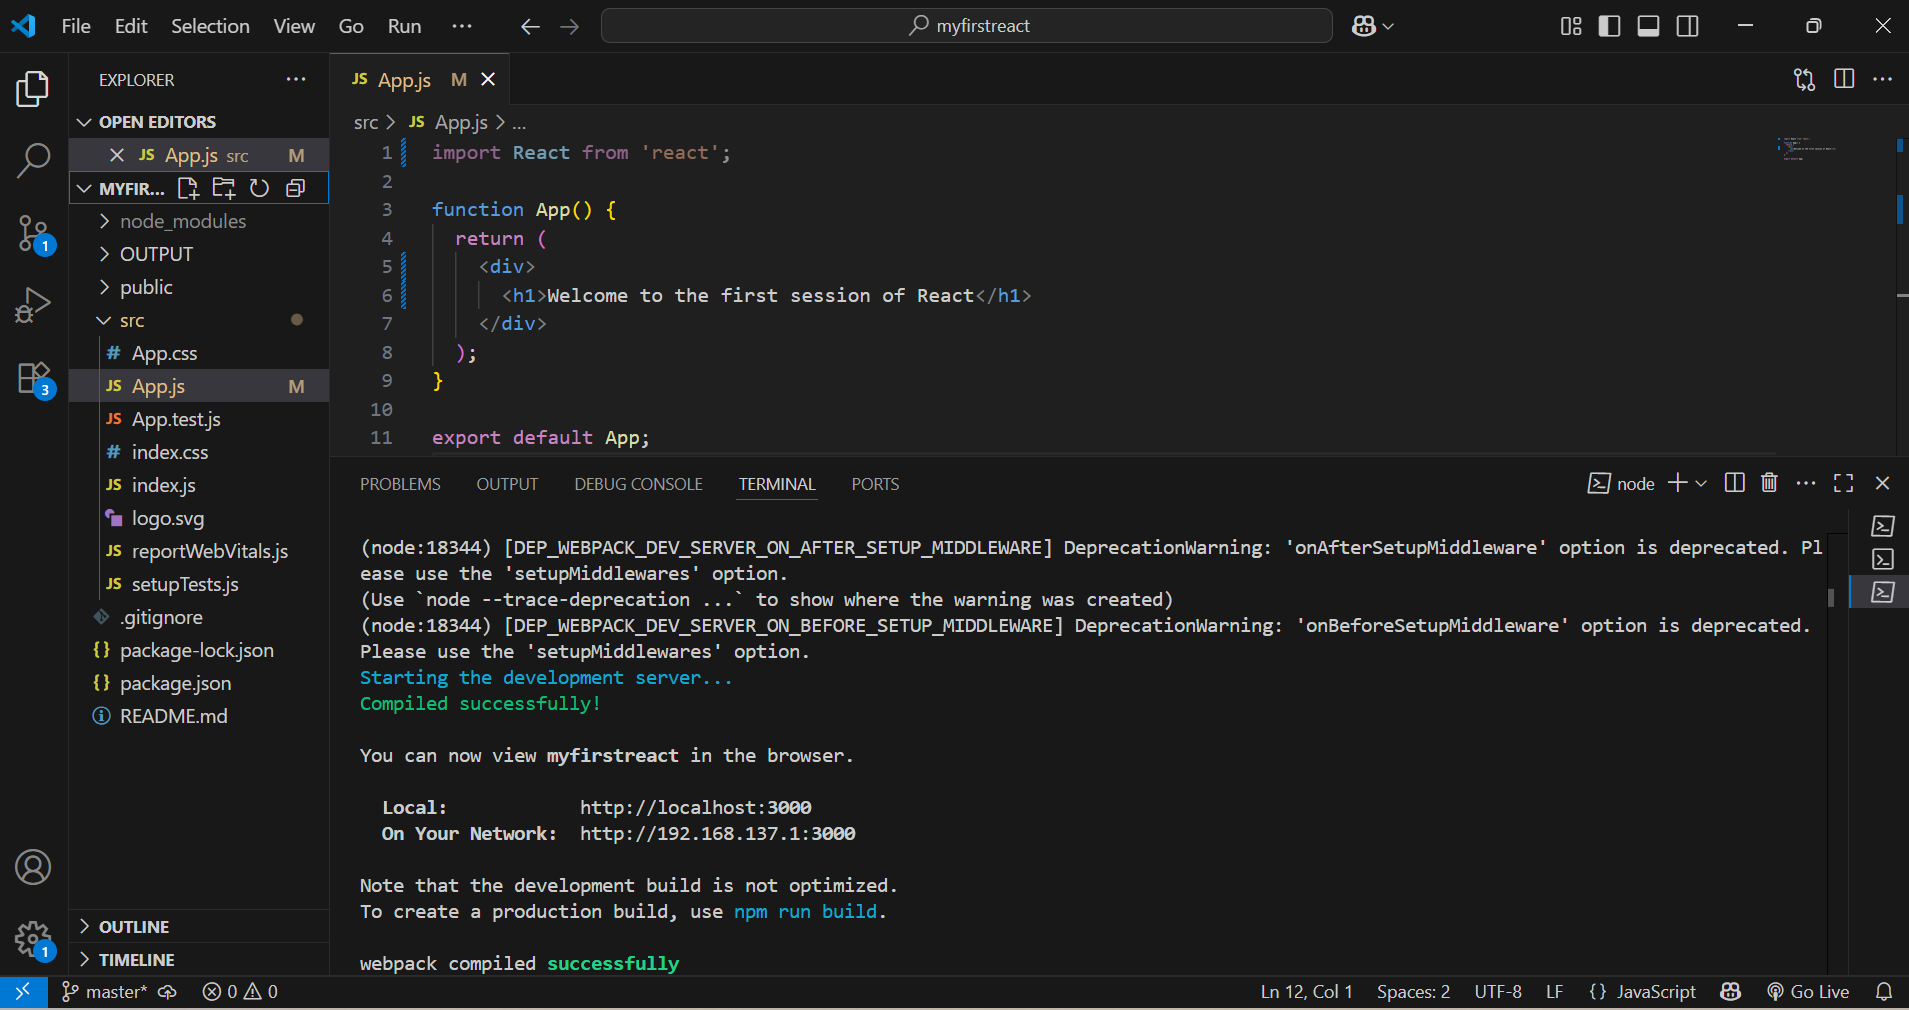 File Edit Selection View Go Run ···
myfirstreact
EXPLORER
OPEN EDITORS
JS App.js src M
MYFIR...
node_modules
OUTPUT
public
src
# App.css
JS App.js M
JS App.test.js
# index.css
JS index.js
logo.svg
JS reportWebVitals.js
JS setupTests.js
.gitignore
{} package-lock.json
{} package.json
README.md
OUTLINE
TIMELINE
1
3
1
JS App.js M
src > JS App.js > ...
1 import React from 'react';
2
3 function App() {
4 return (
5 <div>
6 <h1>Welcome to the first session of React</h1>
7 </div>
8 );
9 }
10
11 export default App;
PROBLEMS OUTPUT DEBUG CONSOLE TERMINAL PORTS
node
(node:18344) [DEP_WEBPACK_DEV_SERVER_ON_AFTER_SETUP_MIDDLEWARE] DeprecationWarning: 'onAfterSetupMiddleware' option is deprecated. Pl
ease use the 'setupMiddlewares' option.
(Use `node --trace-deprecation ...` to show where the warning was created)
(node:18344) [DEP_WEBPACK_DEV_SERVER_ON_BEFORE_SETUP_MIDDLEWARE] DeprecationWarning: 'onBeforeSetupMiddleware' option is deprecated.
Please use the 'setupMiddlewares' option.
Starting the development server...
Compiled successfully!
You can now view myfirstreact in the browser.
Local: http://localhost:3000
On Your Network: http://192.168.137.1:3000
Note that the development build is not optimized.
To create a production build, use npm run build.
webpack compiled successfully
master* 0 0 Ln 12, Col 1 Spaces: 2 UTF-8 LF {} JavaScript Go Live